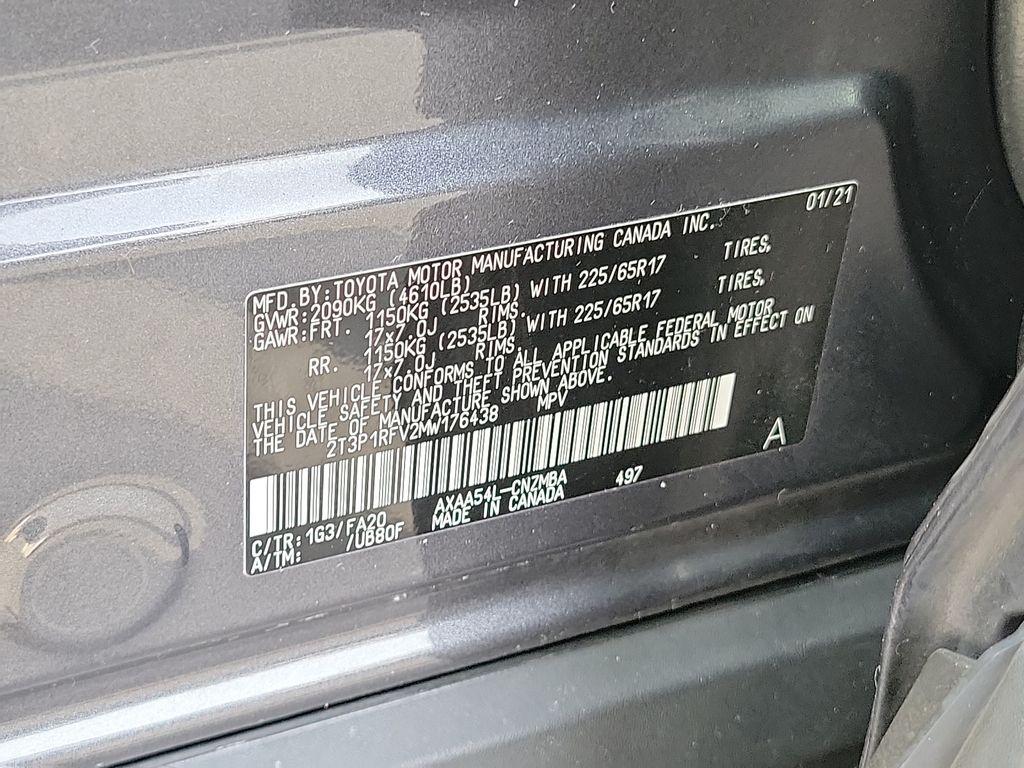 MFD. BY: TOYOTA MOTOR MANUFACTURING CANADA INC. 01/21
GVWR: 2090KG (4610LB)
GAWR: FRT. 1150KG (2535LB) WITH 225/65R17 TIRES,
17x7.0J RIMS.
RR. 1150KG (2535LB) WITH 225/65R17 TIRES,
17x7.0J RIMS.
THIS VEHICLE CONFORMS TO ALL APPLICABLE FEDERAL MOTOR
VEHICLE SAFETY AND THEFT PREVENTION STANDARDS IN EFFECT ON
THE DATE OF MANUFACTURE SHOWN ABOVE.
2T3P1RFV2MW176438 MPV
A
C/TR: 1G3/FA20 AXAA54L-CNZMBA 497
A/TM: /UB80F MADE IN CANADA